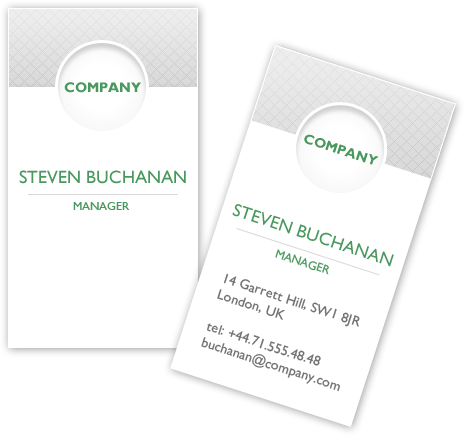 COMPANY
STEVEN BUCHANAN
MANAGER
COMPANY
STEVEN BUCHANAN
MANAGER
14 Garrett Hill, SW1 8JR
London, UK
tel: +44.71.555.48.48
buchanan@company.com